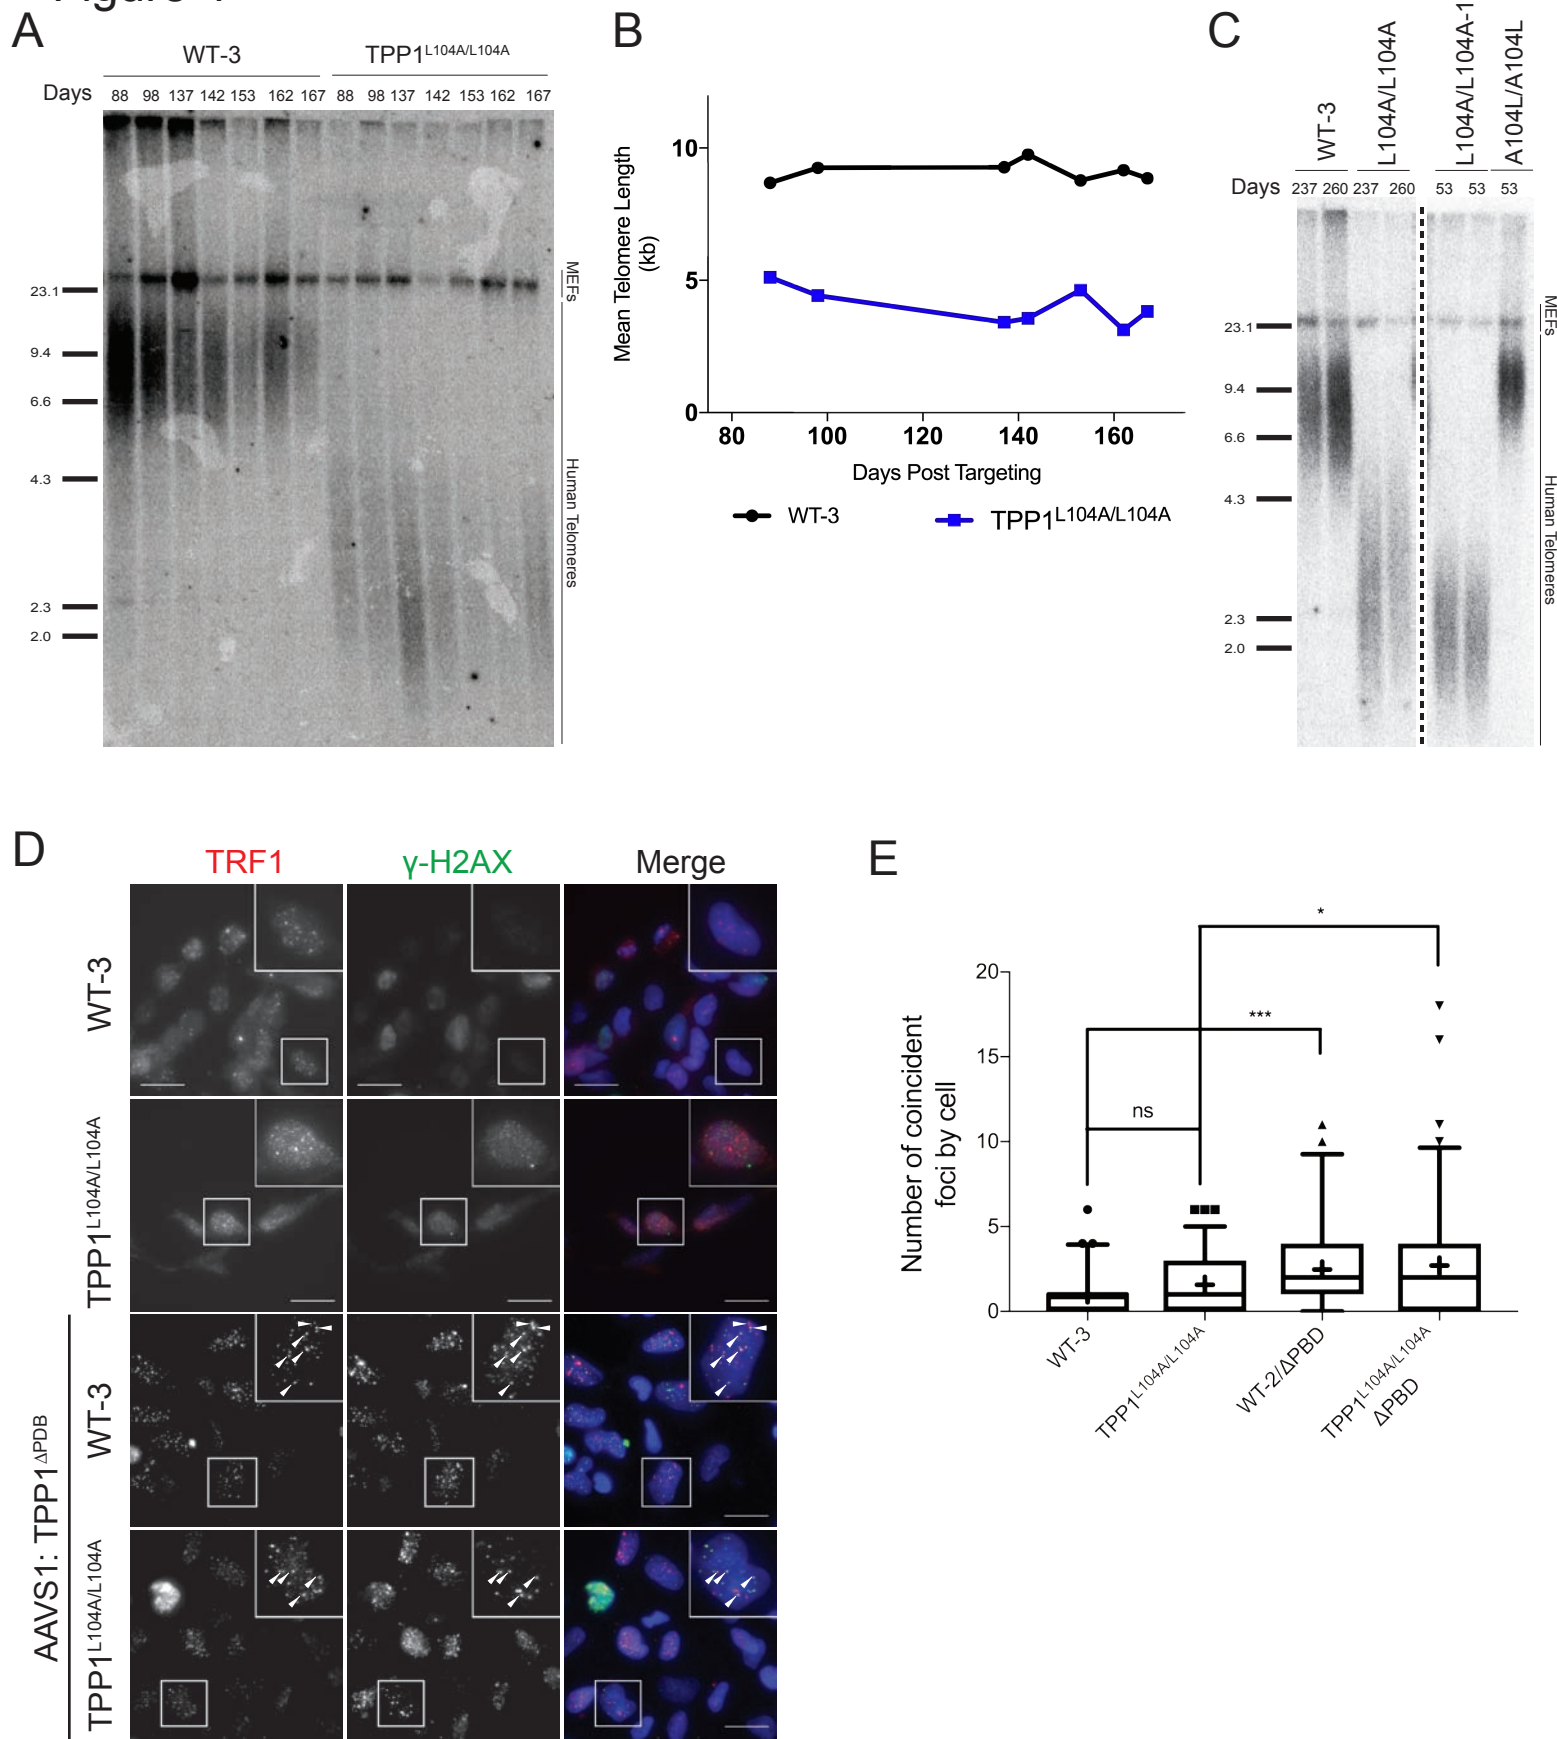 A
WT-3
TPP1L104A/L104A
Days
88 98 137 142 153 162 167 88 98 137 142 153 162 167
23.1
9.4
6.6
4.3
2.3
2.0
MEFs
Human Telomeres
B
Mean Telomere Length
(kb)
10
5
0
80 100 120 140 160
Days Post Targeting
WT-3
TPP1L104A/L104A
C
WT-3
L104A/L104A
L104A/L104A-1
A104L/A104L
Days
237 260 237 260 53 53 53
23.1
9.4
6.6
4.3
2.3
2.0
MEFs
Human Telomeres
D
TRF1
γ-H2AX
Merge
WT-3
TPP1L104A/L104A
AAVS1: TPP1ΔPDB
WT-3
TPP1L104A/L104A
E
Number of coincident
foci by cell
20
15
10
5
0
*
***
ns
WT-3
TPP1L104A/L104A
WT-2/ΔPBD
TPP1L104A/L104A
ΔPBD